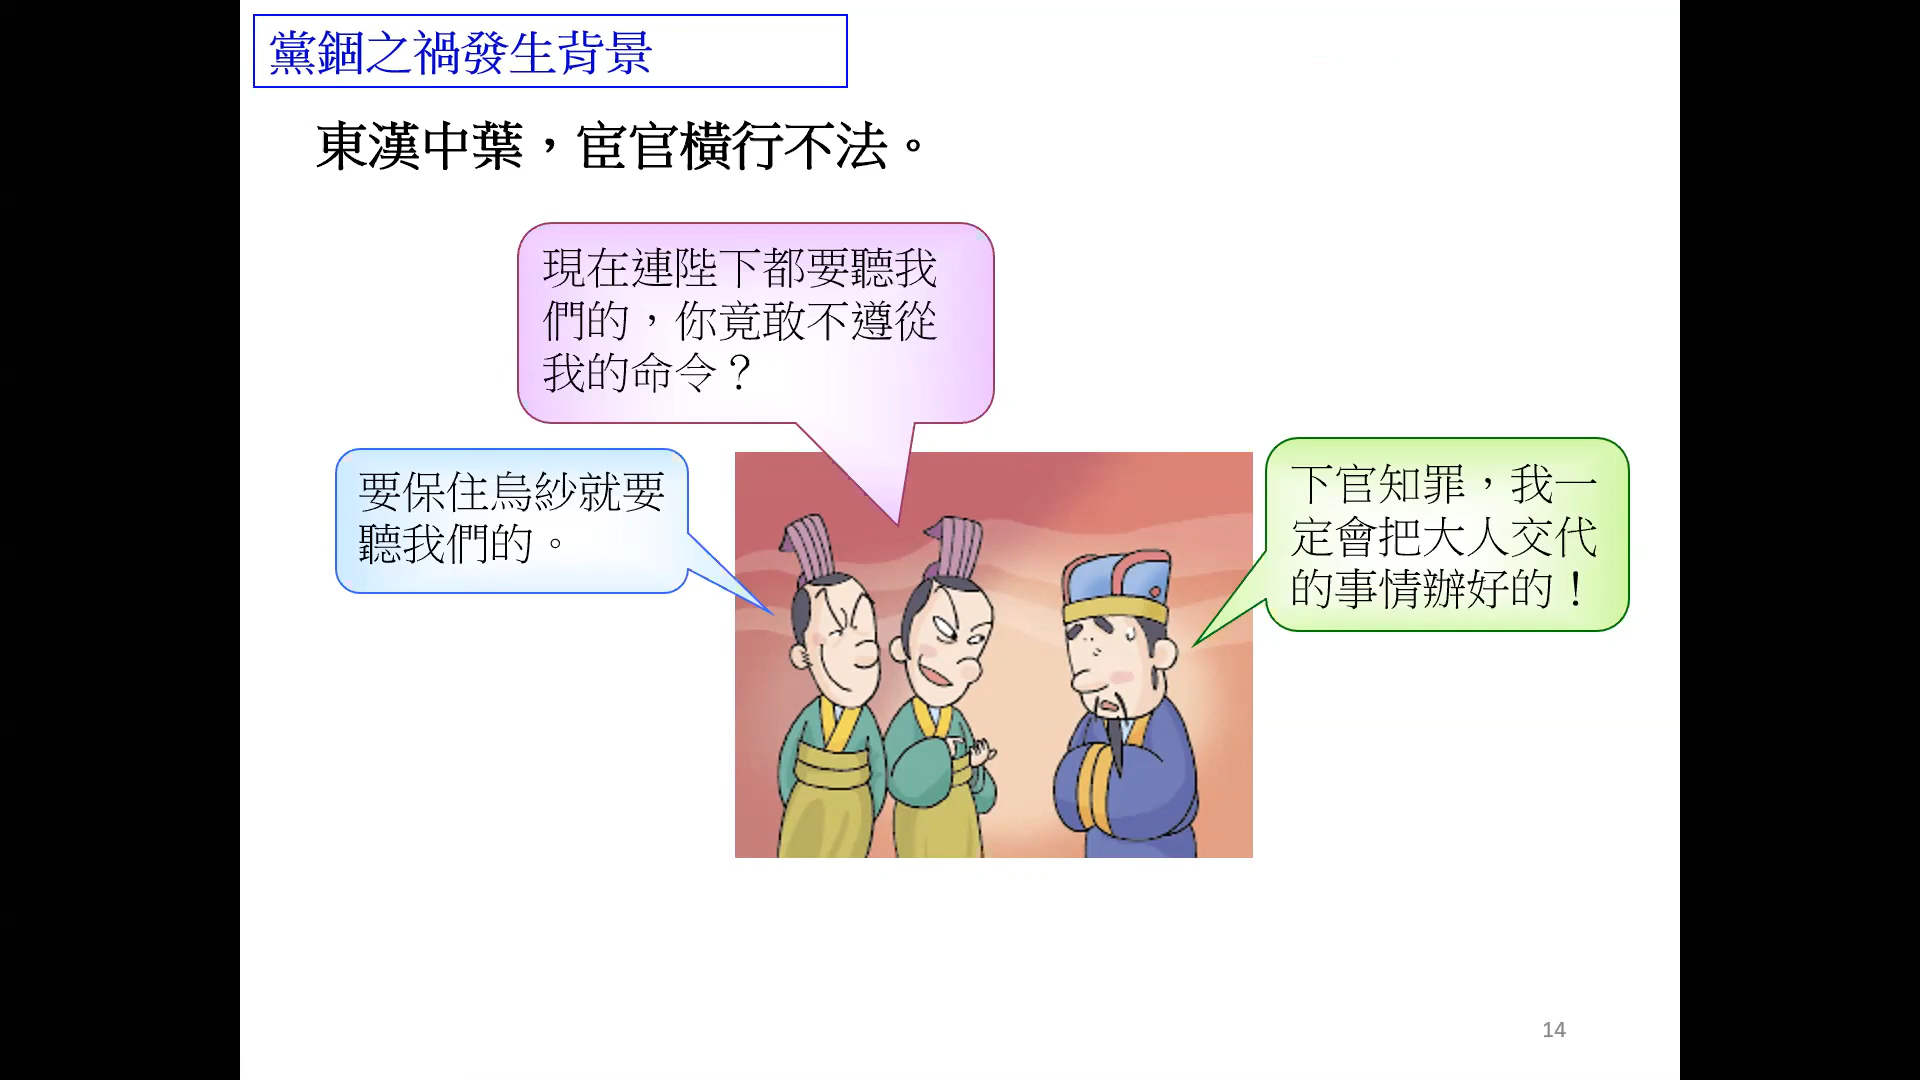 黨錮之禍發生背景
東漢中葉，宦官橫行不法。
現在連陛下都要聽我
們的，你竟敢不遵從
我的命令？
要保住烏紗就要
聽我們的。
下官知罪，我一
定會把大人交代
的事情辦好的！
14